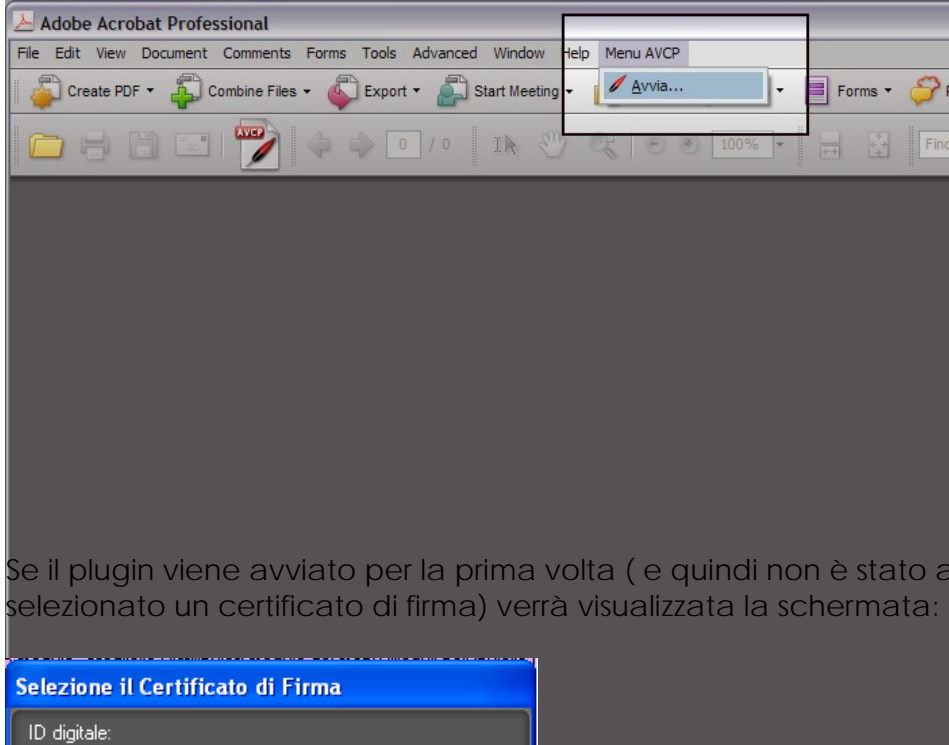 Adobe Acrobat Professional
File Edit View Document Comments Forms Tools Advanced Window Help Menu AVCP
Create PDF Combine Files Export Start Meeting Forms
Avvia...
AVCP 0 / 0 100% Find
Se il plugin viene avviato per la prima volta ( e quindi non è stato a
selezionato un certificato di firma) verrà visualizzata la schermata:
Selezione il Certificato di Firma
ID digitale: